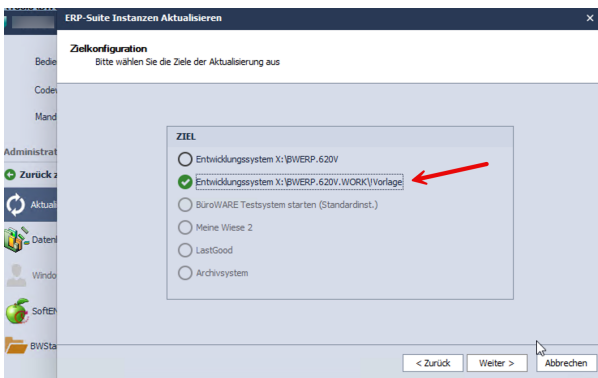 ERP-Suite Instanzen Aktualisieren
Zielkonfiguration
Bitte wählen Sie die Ziele der Aktualisierung aus
Bedie
Code
Mand
Administrat
Zurück z
Aktuali
Daten
Windo
SoftEN
BWSta
ZIEL
Entwicklungssystem X:\BWERP.620V
Entwicklungssystem X:\BWERP.620V.WORK\!Vorlage
BüroWARE Testsystem starten (Standardinst.)
Meine Wiese 2
LastGood
Archivsystem
< Zurück
Weiter >
Abbrechen